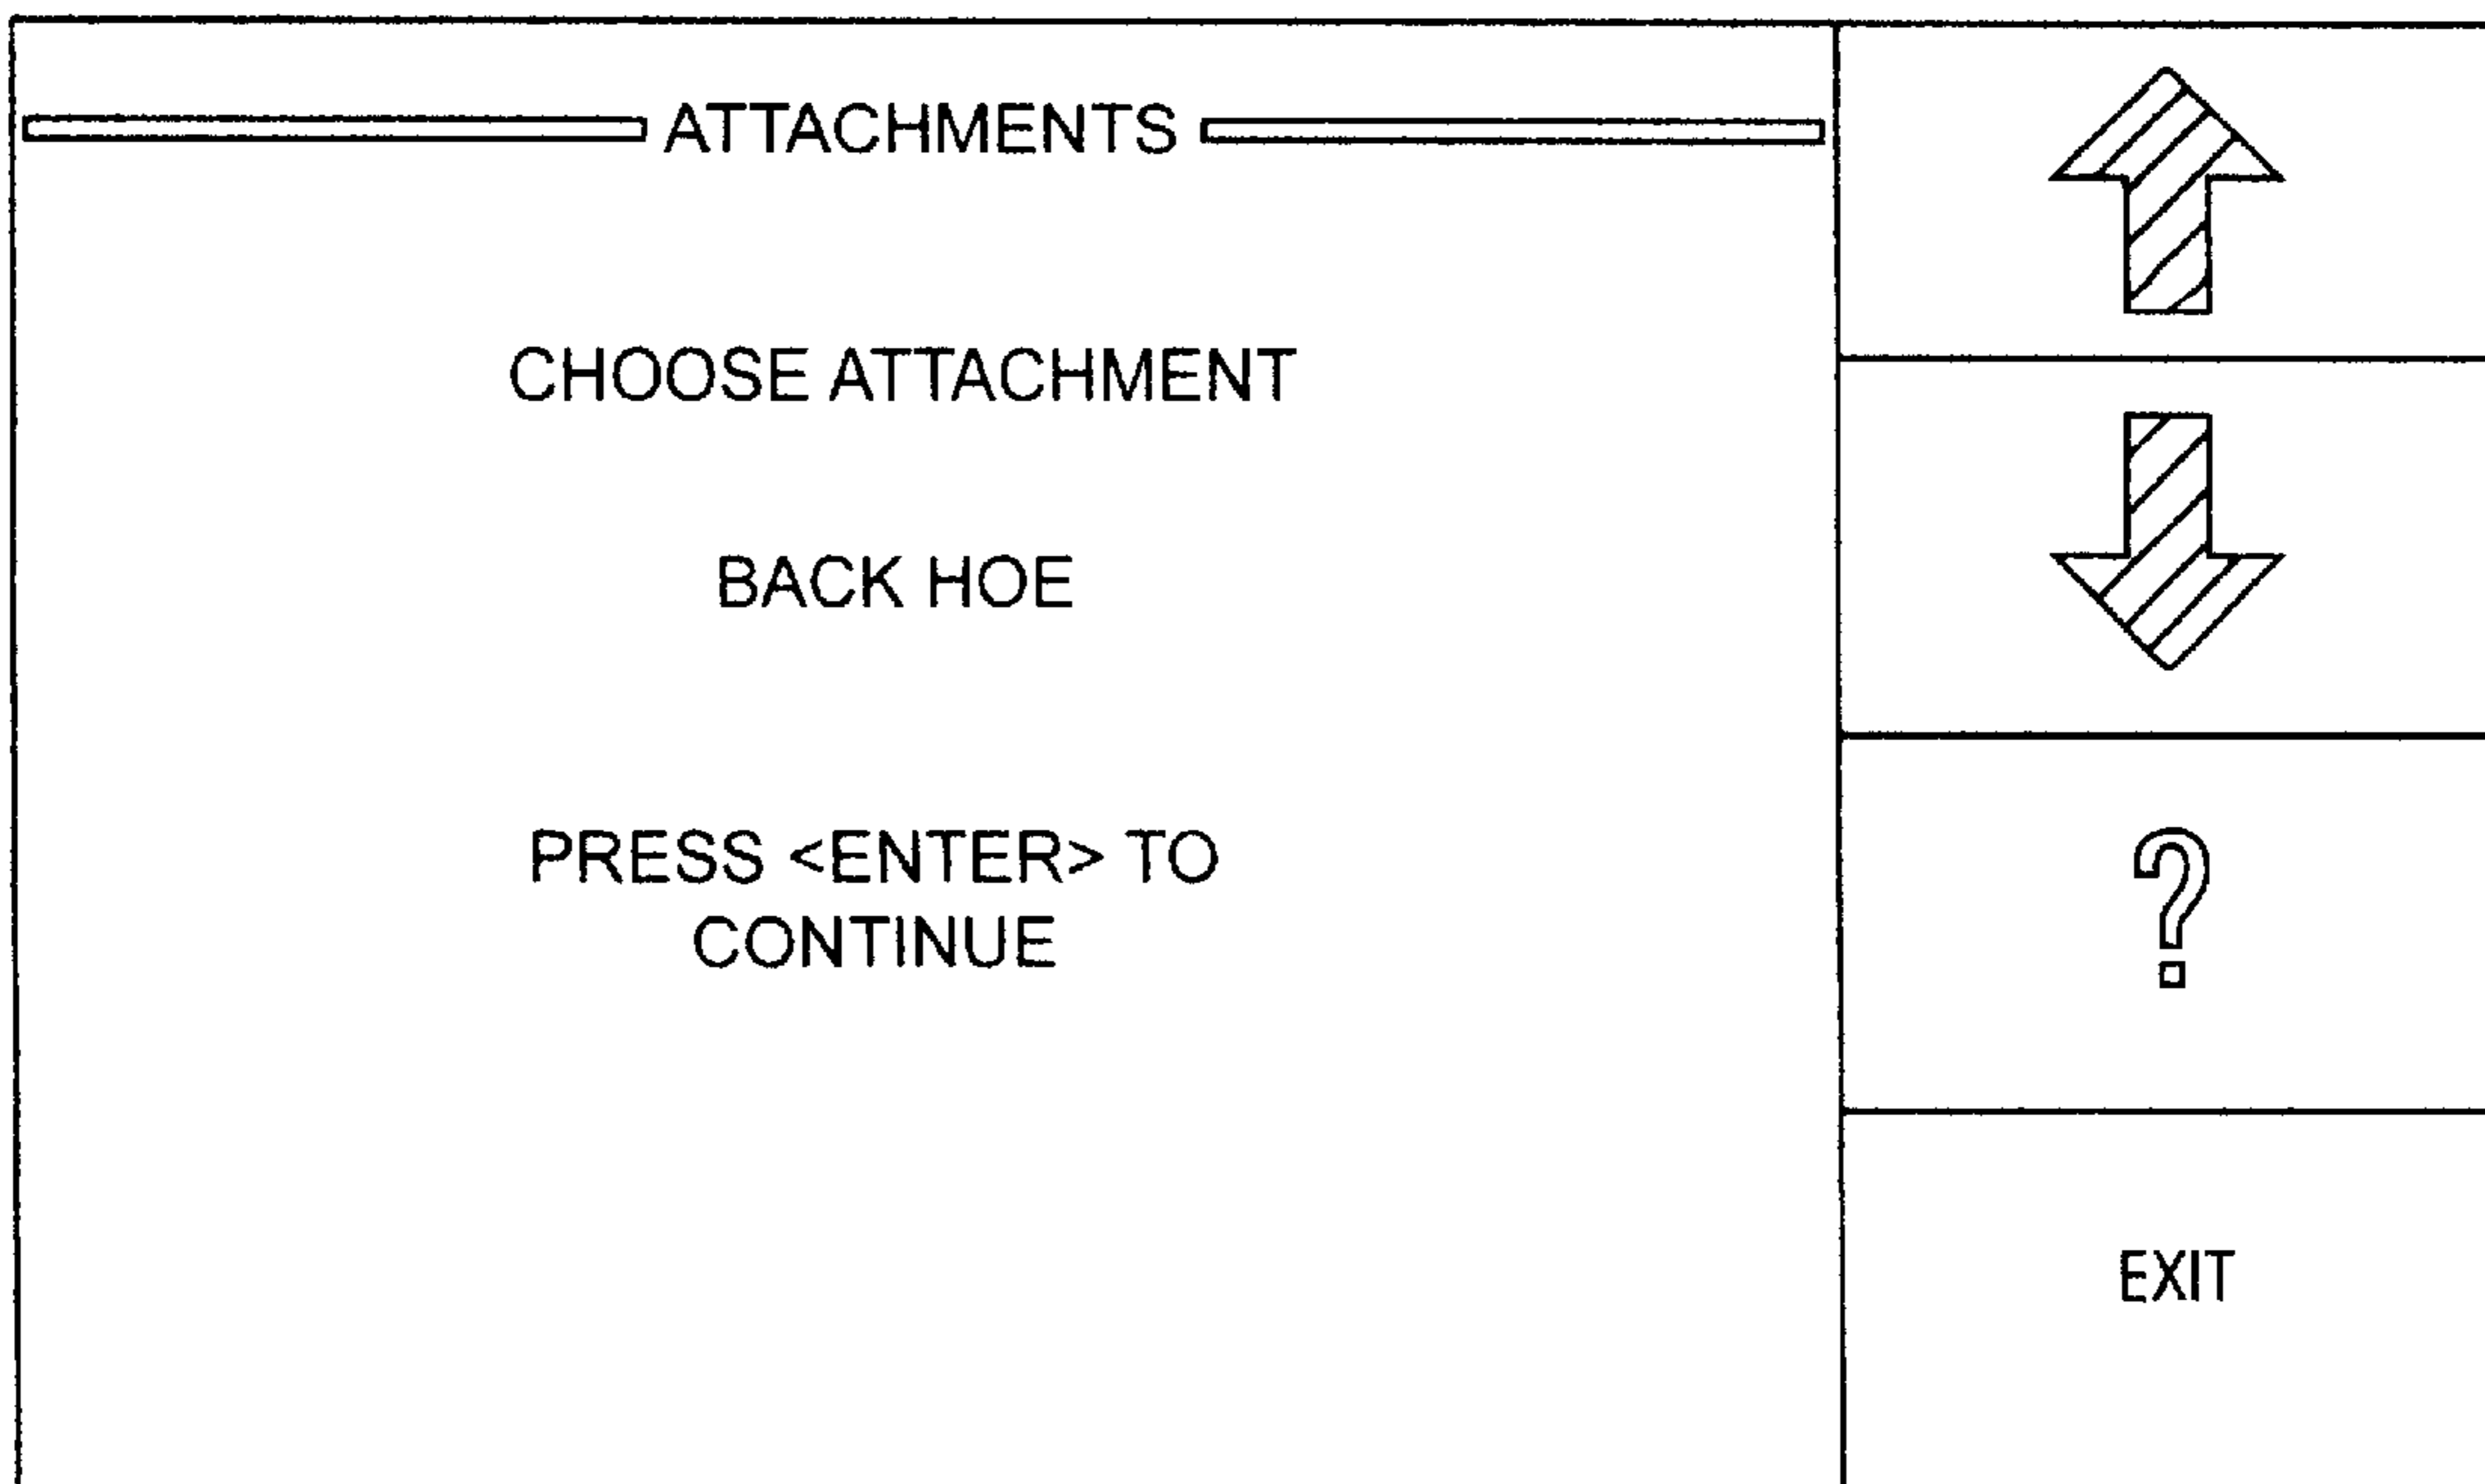 ATTACHMENTS
CHOOSE ATTACHMENT
BACK HOE
PRESS <ENTER> TO
CONTINUE
?
EXIT